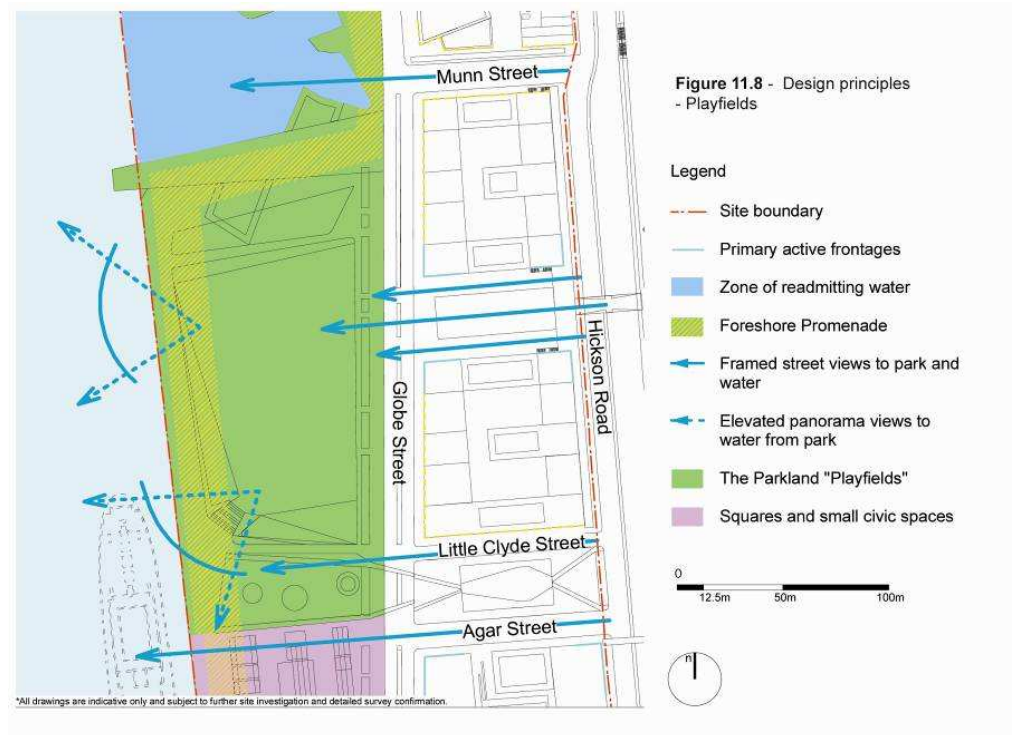 Munn Street
Globe Street
Hickson Road
Little Clyde Street
Agar Street
*All drawings are indicative only and subject to further site investigation and detailed survey confirmation.
Figure 11.8 - Design principles
- Playfields
Legend
Site boundary
Primary active frontages
Zone of readmitting water
Foreshore Promenade
Framed street views to park and
water
Elevated panorama views to
water from park
The Parkland "Playfields"
Squares and small civic spaces
0
12.5m 50m 100m
n